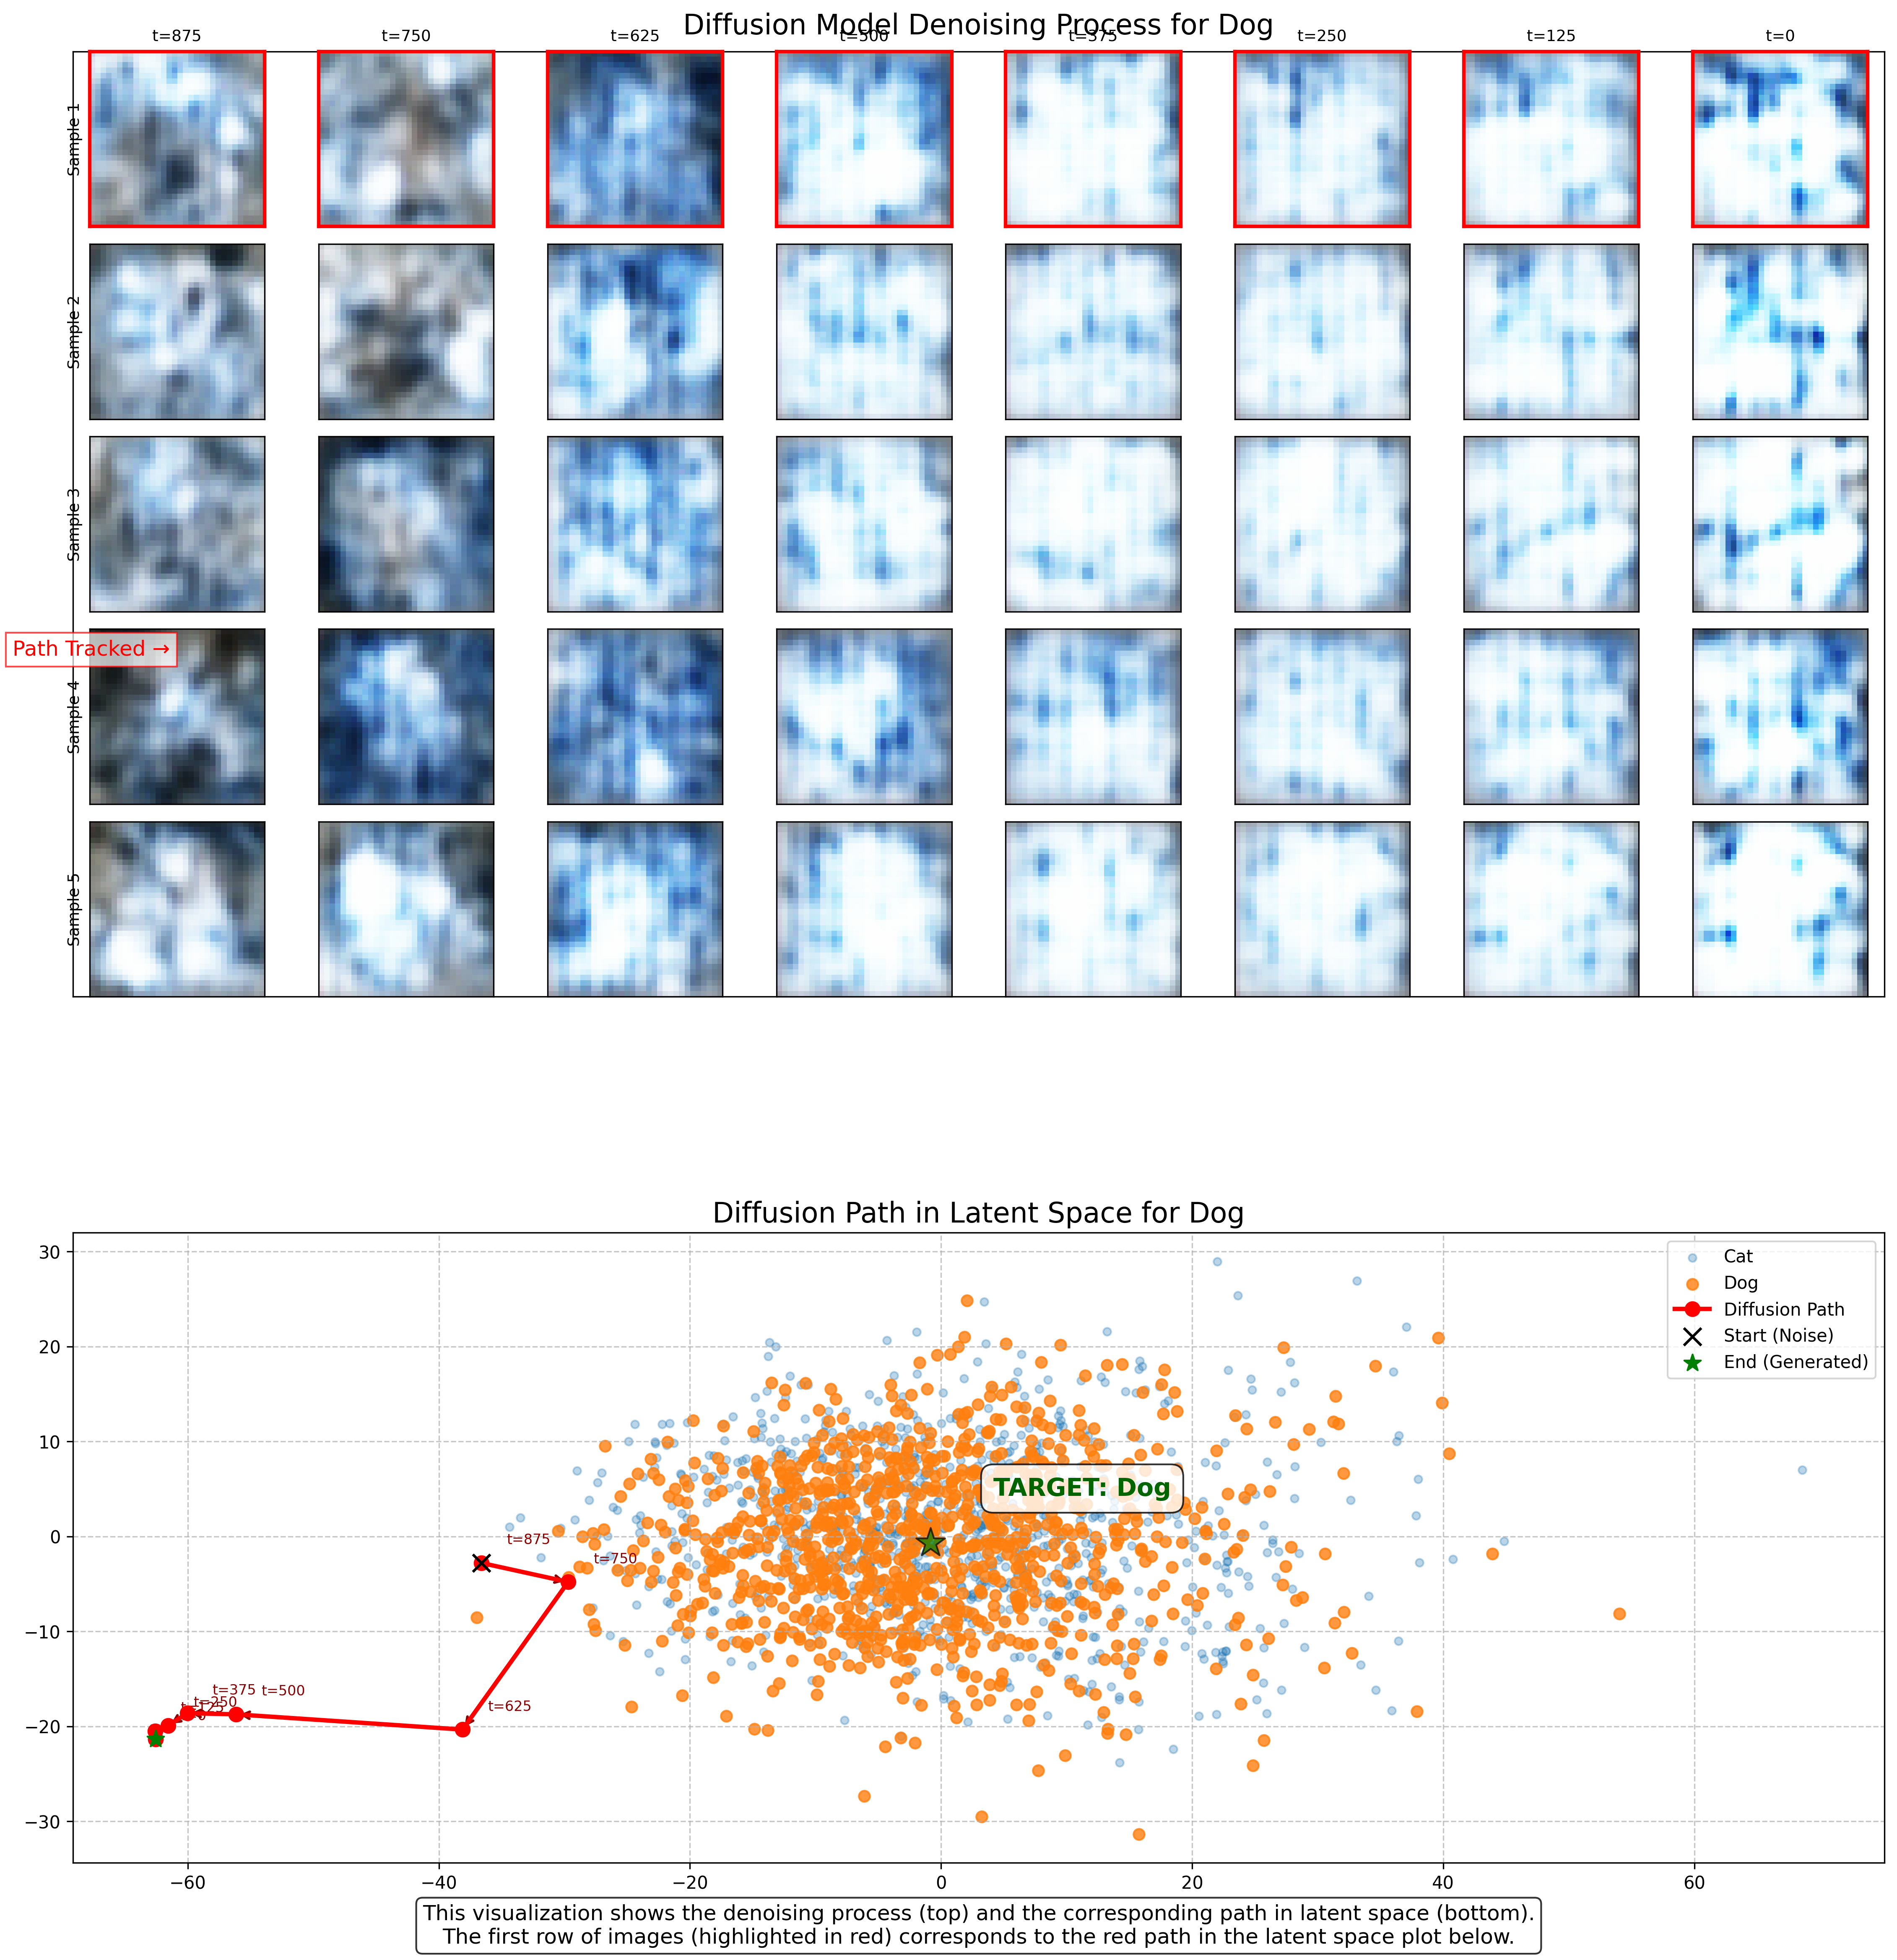 Diffusion Model Denoising Process for Dog
t=875 t=750 t=625 t=500 t=375 t=250 t=125 t=0
Sample 1
Sample 2
Sample 3
Path Tracked →
Sample 4
Sample 5
Diffusion Path in Latent Space for Dog
30
20
10
0
−10
−20
−30
Cat
Dog
Diffusion Path
Start (Noise)
End (Generated)
TARGET: Dog
t=875
t=750
t=625
t=500
t=375
t=250
−60 −40 −20 0 20 40 60
This visualization shows the denoising process (top) and the corresponding path in latent space (bottom).
The first row of images (highlighted in red) corresponds to the red path in the latent space plot below.